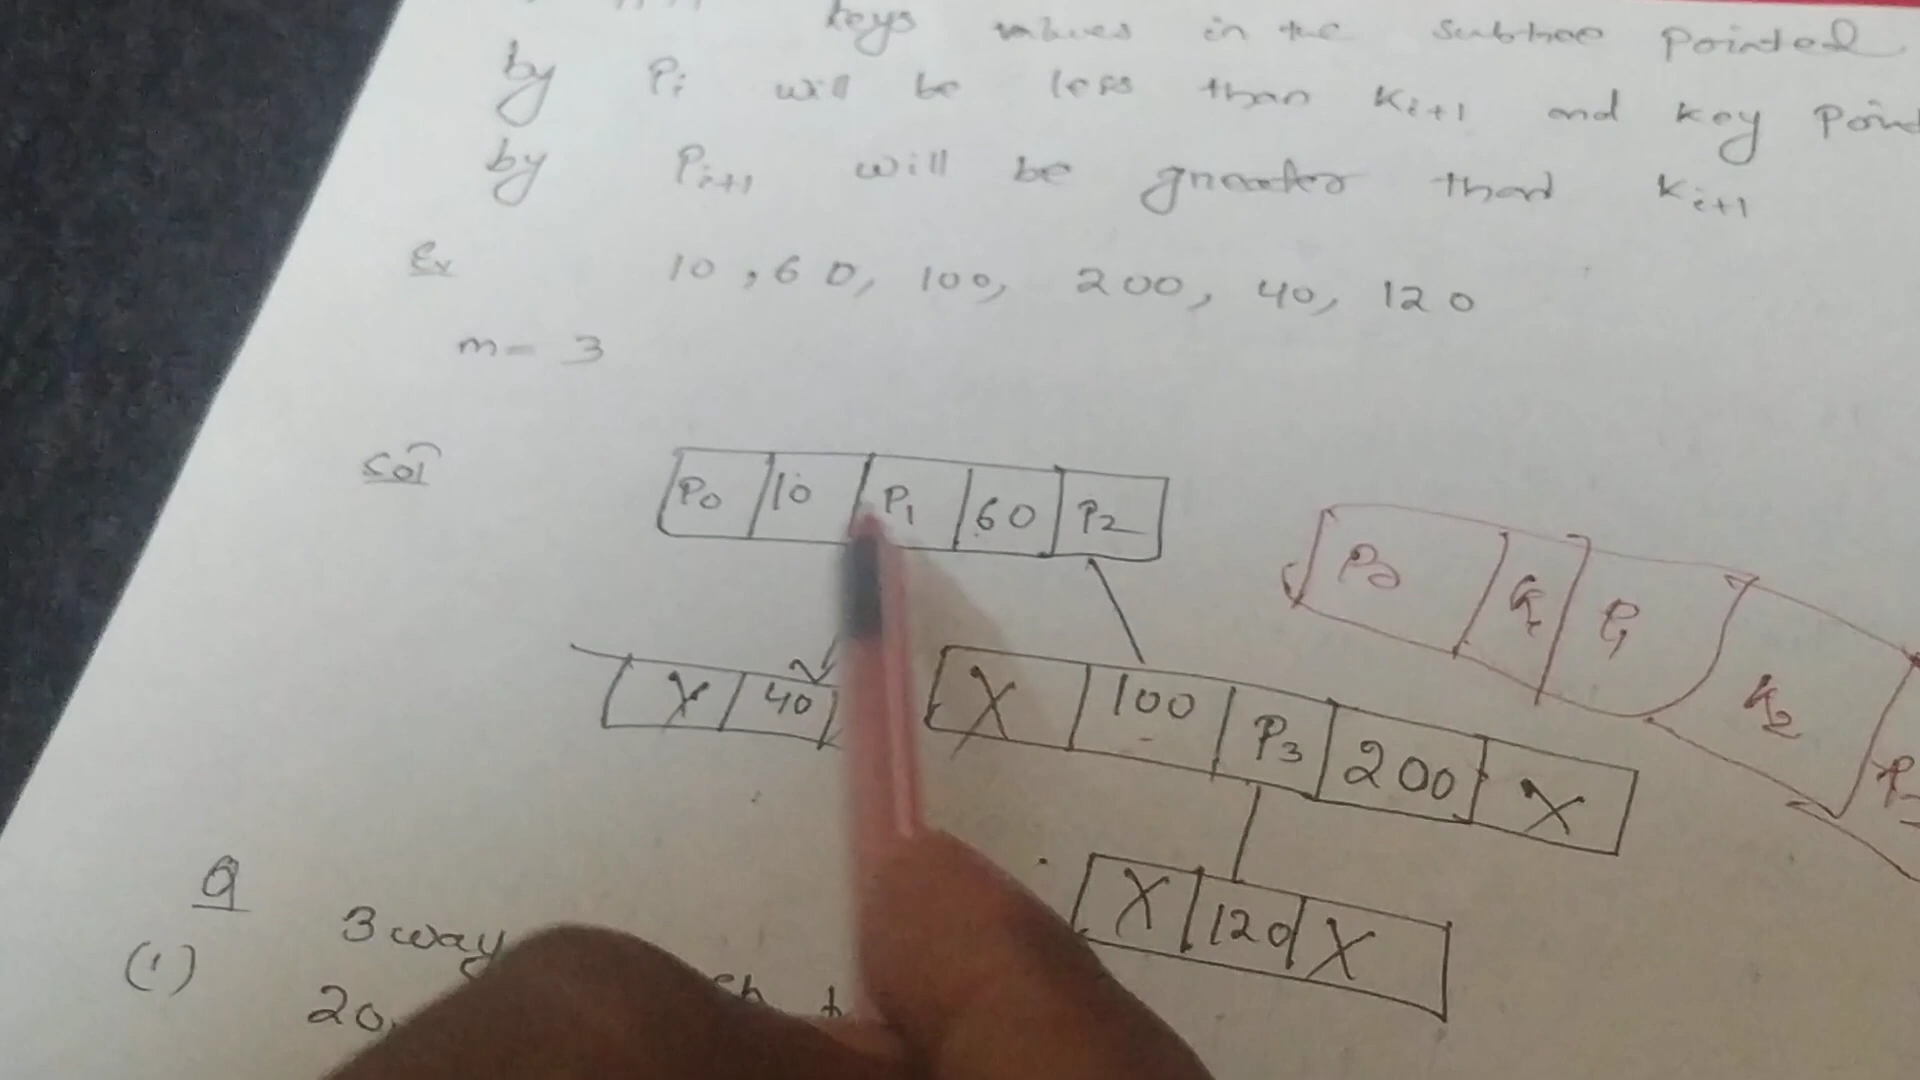 keys values in the subtree pointed
by Pi will be less than Ki+1 and key Point
by Pi+1 will be greater than Ki+1
Ex 10, 60, 100, 200, 40, 120
m = 3
Sol
P0 10 P1 60 P2
P0 P1 K2
X 40 X 100 P3 200 X
X 120 X
Q
(1) 3 way
20,